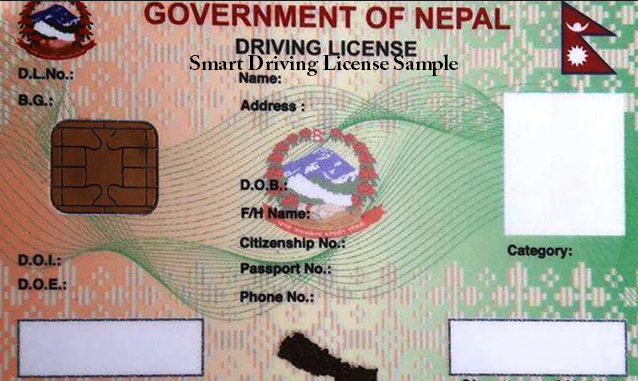 GOVERNMENT OF NEPAL
DRIVING LICENSE
Smart Driving License Sample
D.L.No.:
Name:
B.G.:
Address :
D.O.B.:
F/H Name:
Citizenship No.:
Category:
D.O.I.:
Passport No.:
D.O.E.:
Phone No.: